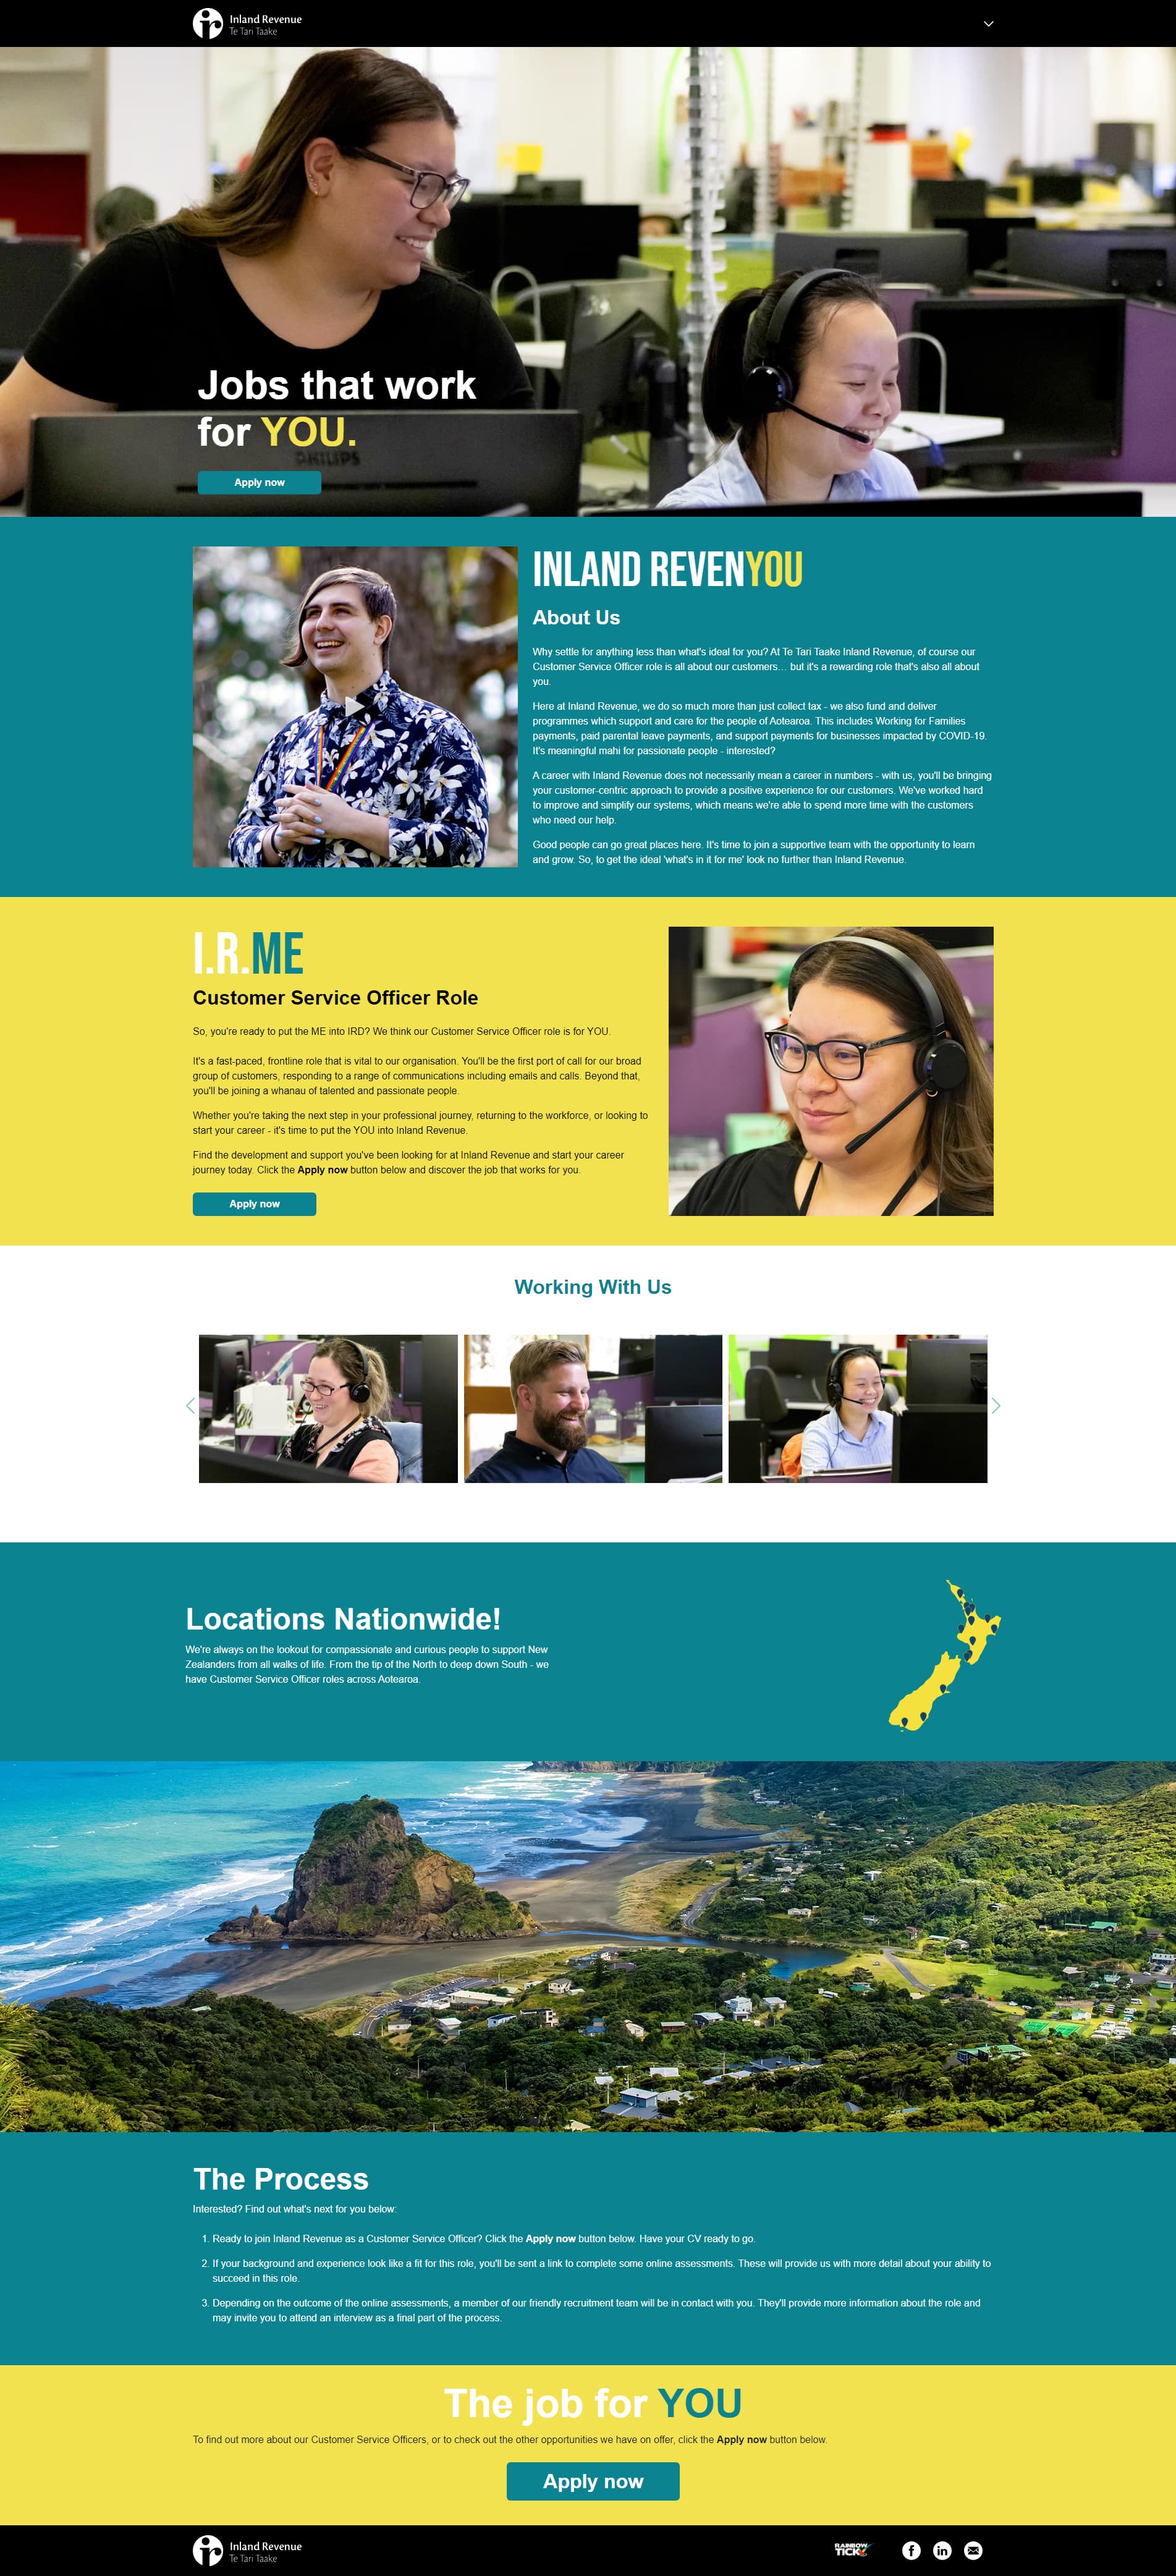 Inland Revenue
Te Tari Taake
Jobs that work
for YOU.
PHILIPS
Apply now
INLAND REVENYOU
About Us
Why settle for anything less than what's ideal for you? At Te Tari Taake Inland Revenue, of course our
Customer Service Officer role is all about our customers… but it's a rewarding role that's also all about
you.
Here at Inland Revenue, we do so much more than just collect tax - we also fund and deliver
programmes which support and care for the people of Aotearoa. This includes Working for Families
payments, paid parental leave payments, and support payments for businesses impacted by COVID-19.
It's meaningful mahi for passionate people - interested?
A career with Inland Revenue does not necessarily mean a career in numbers - with us, you'll be bringing
your customer-centric approach to provide a positive experience for our customers. We've worked hard
to improve and simplify our systems, which means we're able to spend more time with the customers
who need our help.
Good people can go great places here. It's time to join a supportive team with the opportunity to learn
and grow. So, to get the ideal 'what's in it for me' look no further than Inland Revenue.
I.R.ME
Customer Service Officer Role
So, you're ready to put the ME into IRD? We think our Customer Service Officer role is for YOU.
It's a fast-paced, frontline role that is vital to our organisation. You'll be the first port of call for our broad
group of customers, responding to a range of communications including emails and calls. Beyond that,
you'll be joining a whanau of talented and passionate people.
Whether you're taking the next step in your professional journey, returning to the workforce, or looking to
start your career - it's time to put the YOU into Inland Revenue.
Find the development and support you've been looking for at Inland Revenue and start your career
journey today. Click the Apply now button below and discover the job that works for you.
Apply now
Working With Us
Locations Nationwide!
We're always on the lookout for compassionate and curious people to support New
Zealanders from all walks of life. From the tip of the North to deep down South - we
have Customer Service Officer roles across Aotearoa.
The Process
Interested? Find out what's next for you below:
1. Ready to join Inland Revenue as a Customer Service Officer? Click the Apply now button below. Have your CV ready to go.
2. If your background and experience look like a fit for this role, you'll be sent a link to complete some online assessments. These will provide us with more detail about your ability to
succeed in this role.
3. Depending on the outcome of the online assessments, a member of our friendly recruitment team will be in contact with you. They'll provide more information about the role and
may invite you to attend an interview as a final part of the process.
The job for YOU
To find out more about our Customer Service Officers, or to check out the other opportunities we have on offer, click the Apply now button below.
Apply now
Inland Revenue
Te Tari Taake
RAINBOW
TICK